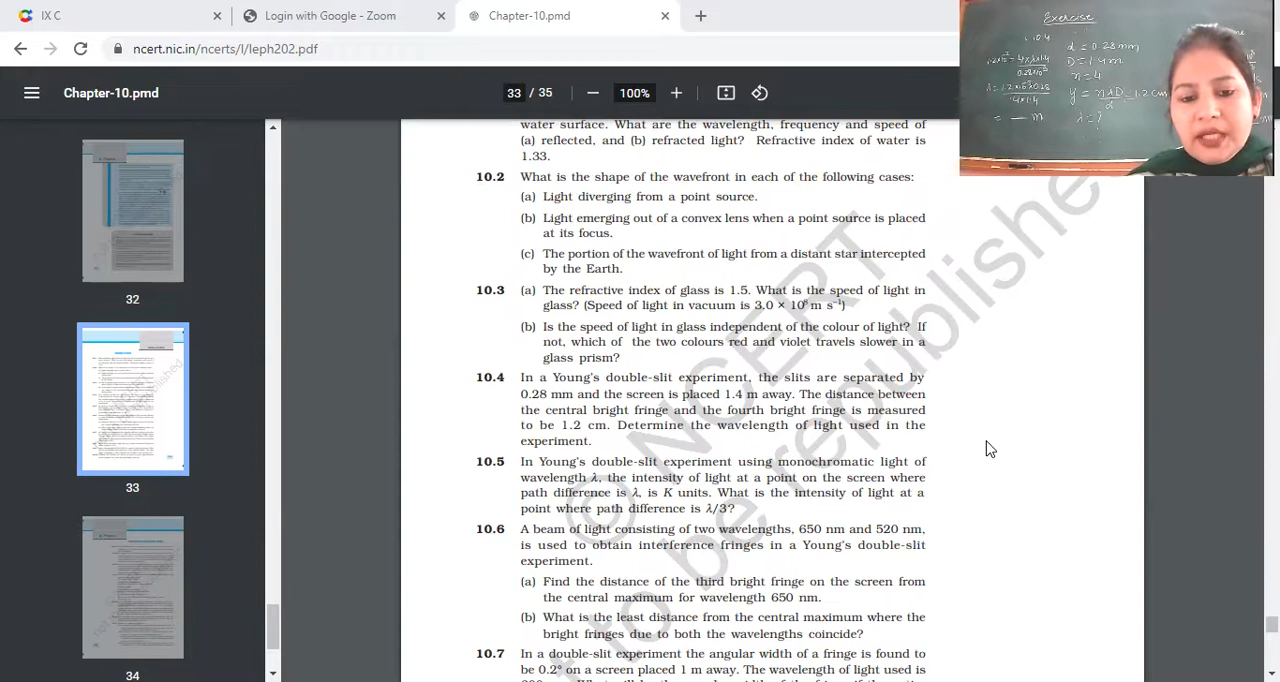 IX C
Login with Google - Zoom
Chapter-10.pmd
ncert.nic.in/ncerts/l/leph202.pdf
Chapter-10.pmd
33 / 35
100%
Exercise
10.4
d = 0.28 mm
D = 1.4 m
n = 4
y = nλD/d = 1.2 cm
λ = ?
= — m
32
33
34
water surface. What are the wavelength, frequency and speed of
(a) reflected, and (b) refracted light? Refractive index of water is
1.33.
10.2 What is the shape of the wavefront in each of the following cases:
(a) Light diverging from a point source.
(b) Light emerging out of a convex lens when a point source is placed
at its focus.
(c) The portion of the wavefront of light from a distant star intercepted
by the Earth.
10.3 (a) The refractive index of glass is 1.5. What is the speed of light in
glass? (Speed of light in vacuum is 3.0 × 10⁸ m s⁻¹)
(b) Is the speed of light in glass independent of the colour of light? If
not, which of the two colours red and violet travels slower in a
glass prism?
10.4 In a Young's double-slit experiment, the slits are separated by
0.28 mm and the screen is placed 1.4 m away. The distance between
the central bright fringe and the fourth bright fringe is measured
to be 1.2 cm. Determine the wavelength of light used in the
experiment.
10.5 In Young's double-slit experiment using monochromatic light of
wavelength λ, the intensity of light at a point on the screen where
path difference is λ, is K units. What is the intensity of light at a
point where path difference is λ/3?
10.6 A beam of light consisting of two wavelengths, 650 nm and 520 nm,
is used to obtain interference fringes in a Young's double-slit
experiment.
(a) Find the distance of the third bright fringe on the screen from
the central maximum for wavelength 650 nm.
(b) What is the least distance from the central maximum where the
bright fringes due to both the wavelengths coincide?
10.7 In a double-slit experiment the angular width of a fringe is found to
be 0.2° on a screen placed 1 m away. The wavelength of light used is
© NCERT
be republishe